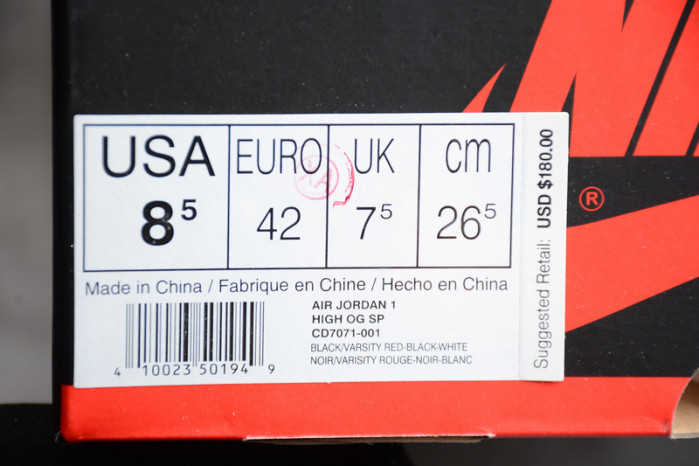 USA EURO UK cm
8⁵ 42 7⁵ 26⁵
Made in China / Fabrique en Chine / Hecho en China
AIR JORDAN 1
HIGH OG SP
CD7071-001
BLACK/VARSITY RED-BLACK-WHITE
NOIR/VARISITY ROUGE-NOIR-BLANC
4 10023 50194 9
Suggested Retail: USD $180.00
®